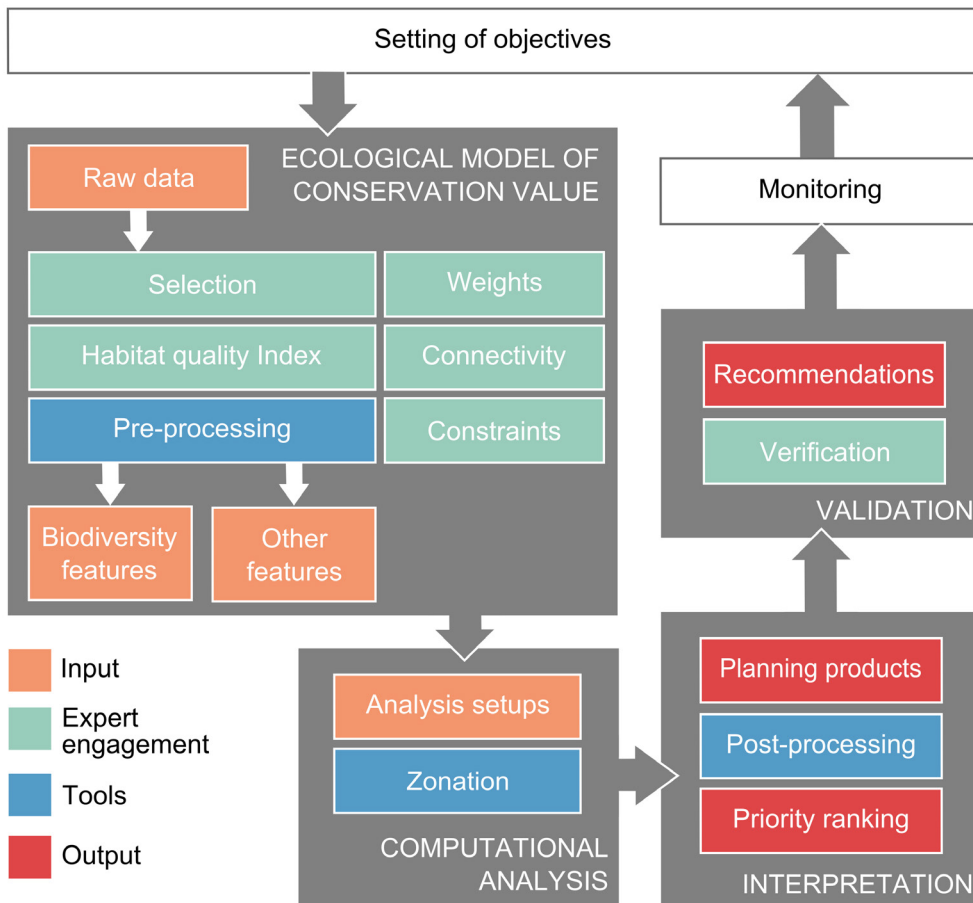 Setting of objectives
ECOLOGICAL MODEL OF
CONSERVATION VALUE
Raw data
Selection
Habitat quality Index
Pre-processing
Weights
Connectivity
Constraints
Biodiversity
features
Other
features
Input
Expert
engagement
Tools
Output
Analysis setups
Zonation
COMPUTATIONAL
ANALYSIS
Planning products
Post-processing
Priority ranking
INTERPRETATION
Recommendations
Verification
VALIDATION
Monitoring